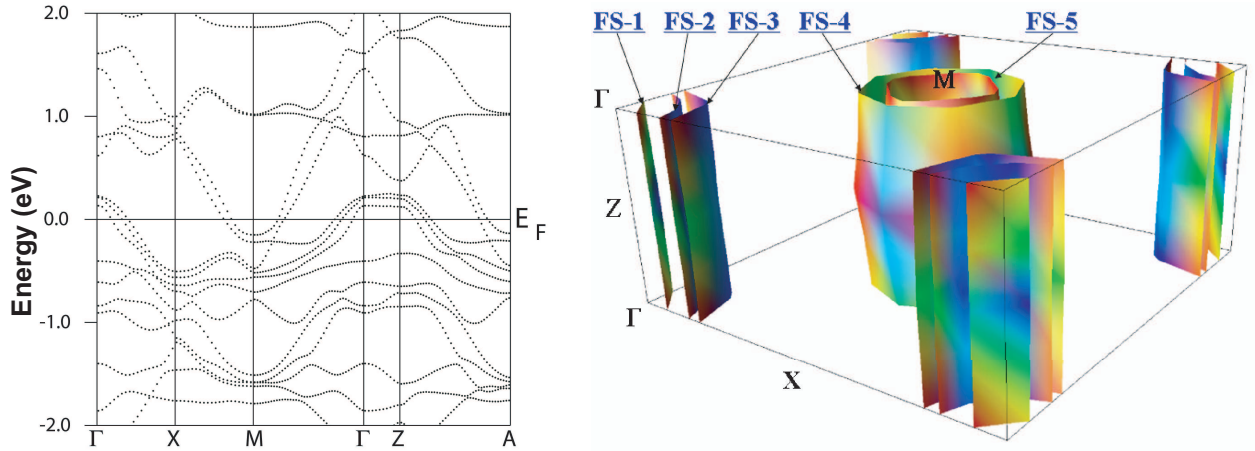 2.0
1.0
0.0
-1.0
-2.0
Energy (eV)
Γ
X
M
Γ
Z
A
E F
FS-1
FS-2
FS-3
FS-4
FS-5
M
Γ
Z
Γ
X